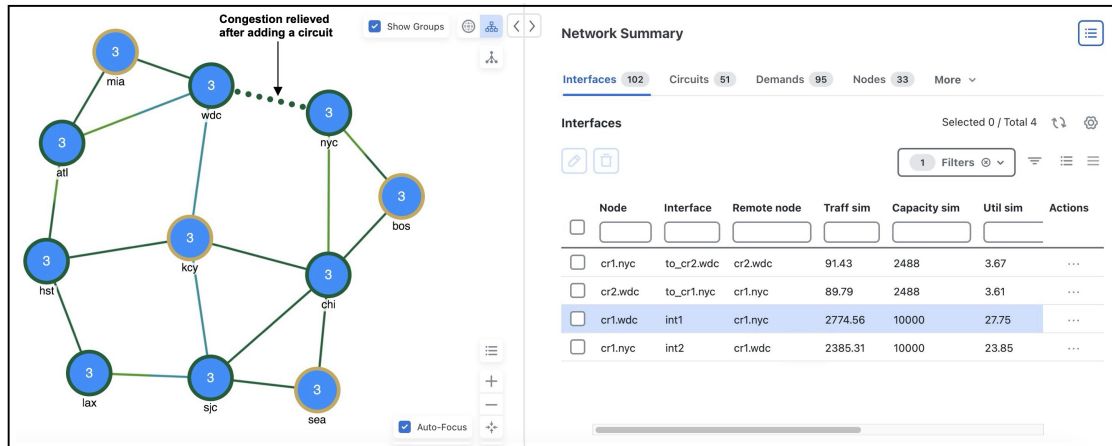 Congestion relieved
after adding a circuit
Show Groups
3
mia
3
wdc
3
nyc
3
atl
3
bos
3
kcy
3
hst
3
chi
3
lax
3
sjc
3
sea
Auto-Focus
Network Summary
Interfaces 102 Circuits 51 Demands 95 Nodes 33 More
Interfaces Selected 0 / Total 4
1 Filters
Node Interface Remote node Traff sim Capacity sim Util sim Actions
cr1.nyc to_cr2.wdc cr2.wdc 91.43 2488 3.67 ...
cr2.wdc to_cr1.nyc cr1.nyc 89.79 2488 3.61 ...
cr1.wdc int1 cr1.nyc 2774.56 10000 27.75 ...
cr1.nyc int2 cr1.wdc 2385.31 10000 23.85 ...